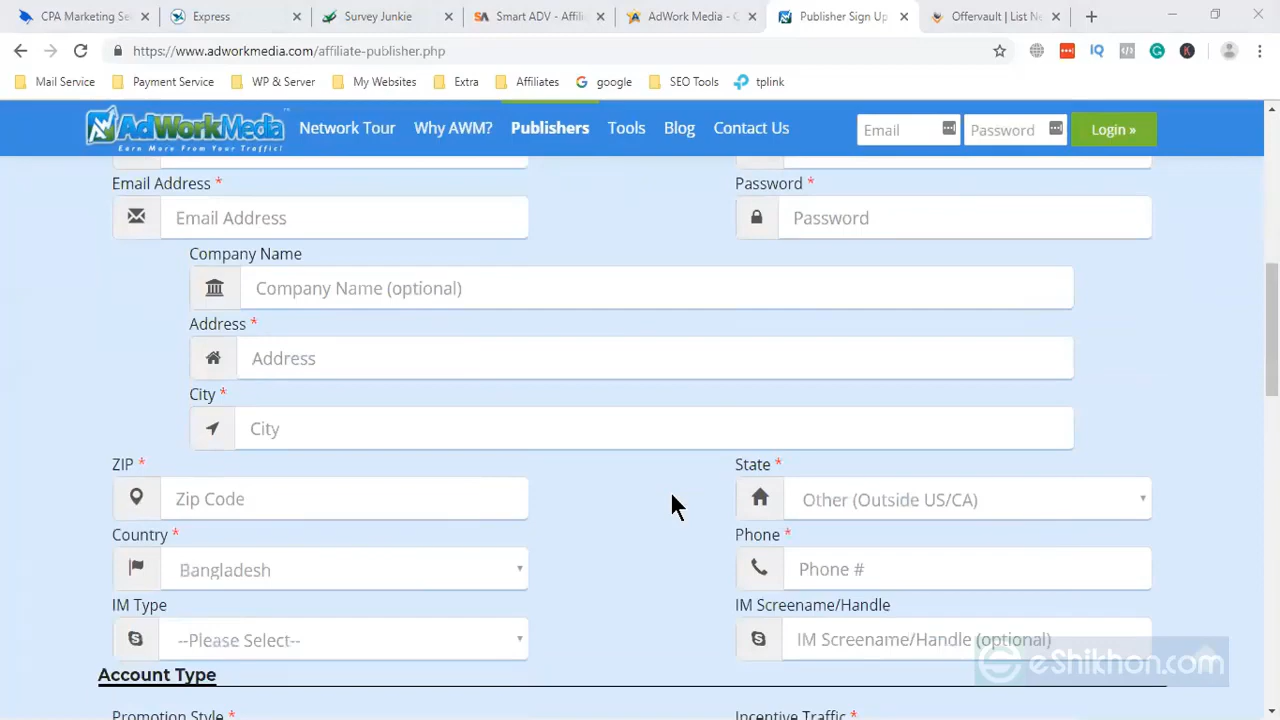 CPA Marketing Se
Express
Survey Junkie
Smart ADV - Affili
AdWork Media - C
Publisher Sign Up
Offervault | List Ne
https://www.adworkmedia.com/affiliate-publisher.php
Mail Service
Payment Service
WP & Server
My Websites
Extra
Affiliates
google
SEO Tools
tplink
AdWorkMedia
Earn More From Your Traffic!
Network Tour
Why AWM?
Publishers
Tools
Blog
Contact Us
Email
Password
Login »
Email Address *
Password *
Email Address
Password
Company Name
Company Name (optional)
Address *
Address
City *
City
ZIP *
State *
Zip Code
Other (Outside US/CA)
Country *
Phone *
Bangladesh
Phone #
IM Type
IM Screename/Handle
--Please Select--
IM Screename/Handle (optional)
eShikhon.com
Account Type
Promotion Style *
Incentive Traffic *